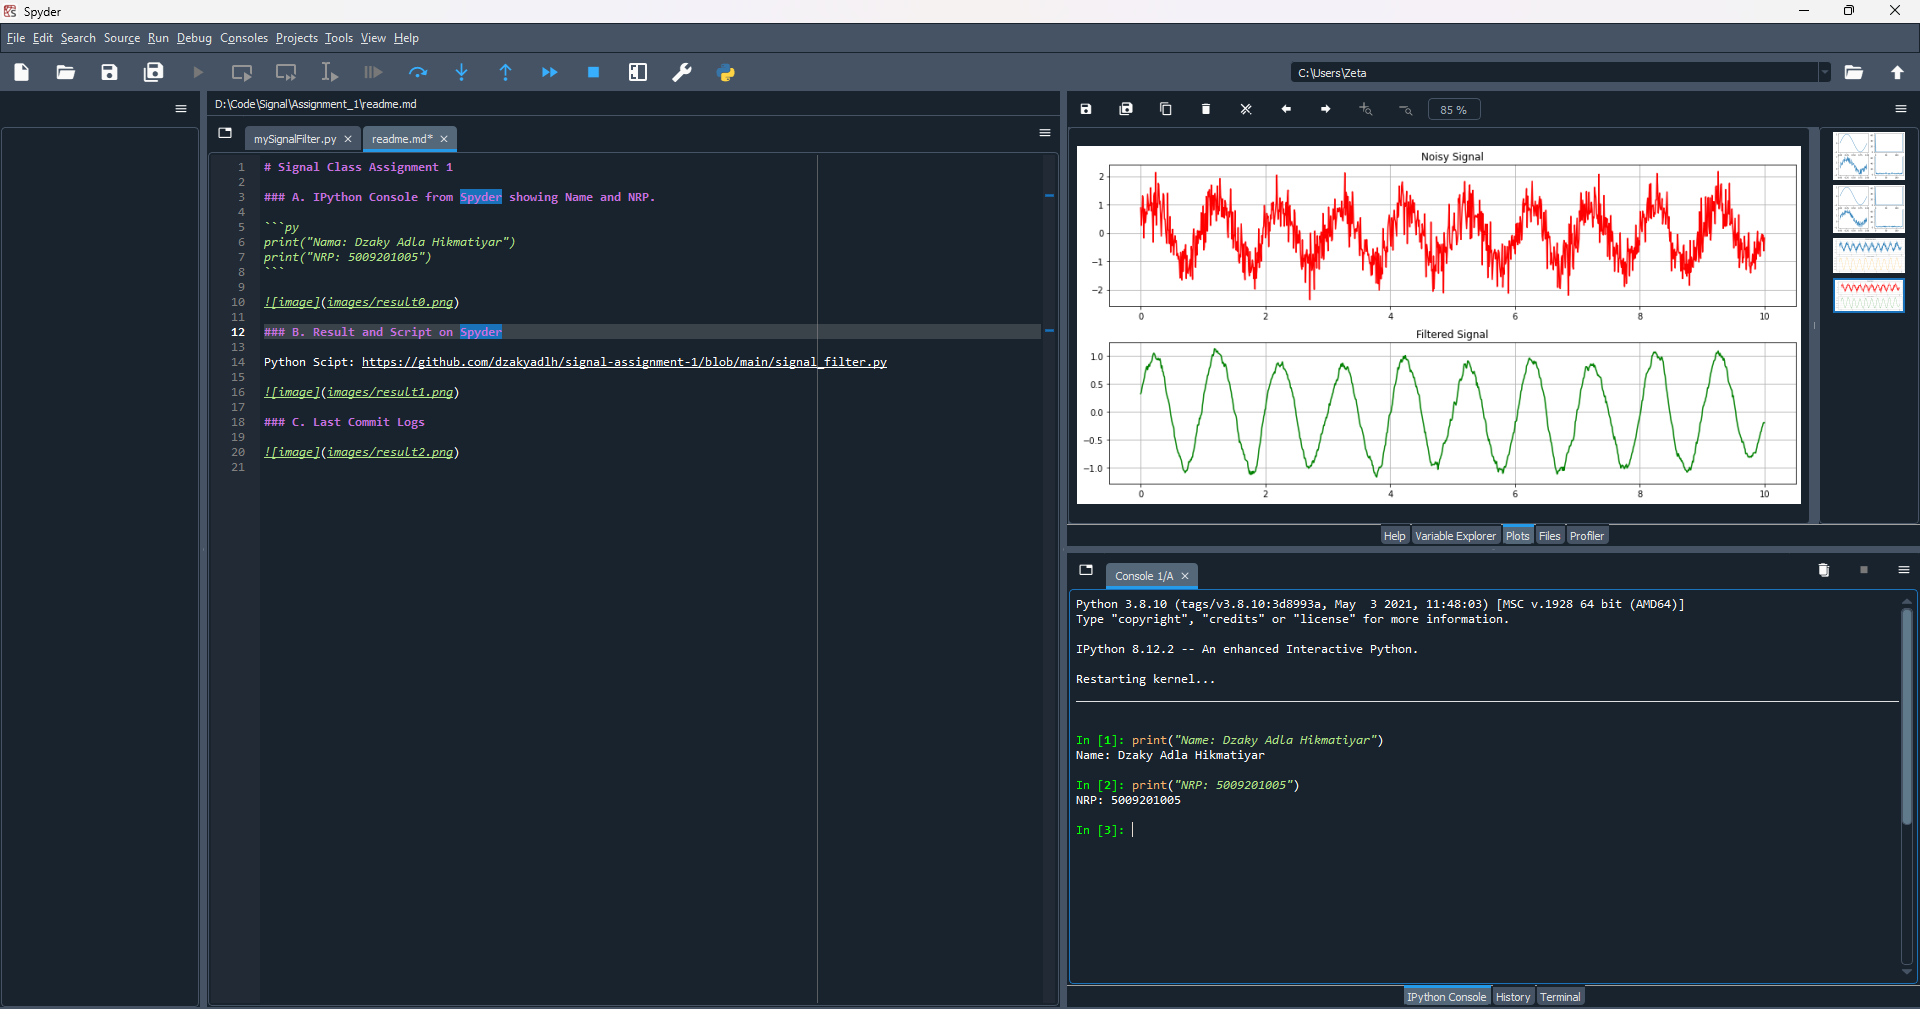 Spyder
File Edit Search Source Run Debug Consoles Projects Tools View Help
C:\Users\Zeta
D:\Code\Signal\Assignment_1\readme.md
mySignalFilter.py
readme.md*
1 # Signal Class Assignment 1
2
3 ### A. IPython Console from Spyder showing Name and NRP.
4
5 ```py
6 print("Nama: Dzaky Adla Hikmatiyar")
7 print("NRP: 5009201005")
8 ```
9
10 ![image](images/result0.png)
11
12 ### B. Result and Script on Spyder
13
14 Python Scipt: https://github.com/dzakyadlh/signal-assignment-1/blob/main/signal_filter.py
15
16 ![image](images/result1.png)
17
18 ### C. Last Commit Logs
19
20 ![image](images/result2.png)
21
85 %
Noisy Signal
2
1
0
−1
−2
0 2 4 6 8 10
Filtered Signal
1.0
0.5
0.0
−0.5
−1.0
0 2 4 6 8 10
Help Variable Explorer Plots Files Profiler
Console 1/A
Python 3.8.10 (tags/v3.8.10:3d8993a, May  3 2021, 11:48:03) [MSC v.1928 64 bit (AMD64)]
Type "copyright", "credits" or "license" for more information.
IPython 8.12.2 -- An enhanced Interactive Python.
Restarting kernel...
In [1]: print("Name: Dzaky Adla Hikmatiyar")
Name: Dzaky Adla Hikmatiyar
In [2]: print("NRP: 5009201005")
NRP: 5009201005
In [3]:
IPython Console History Terminal